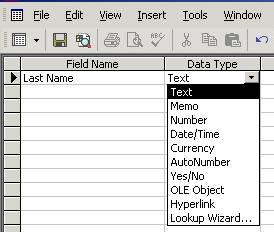 File Edit View Insert Tools Window
Field Name Data Type
Last Name Text
Text
Memo
Number
Date/Time
Currency
AutoNumber
Yes/No
OLE Object
Hyperlink
Lookup Wizard...